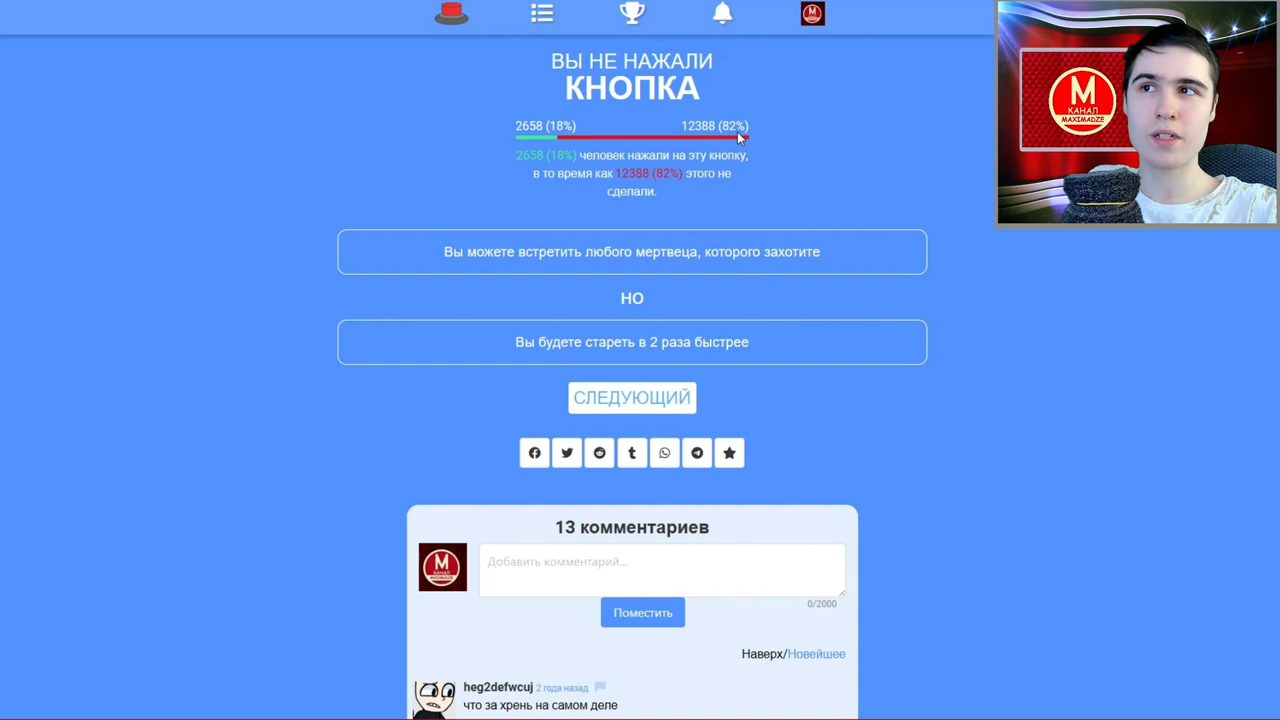 ВЫ НЕ НАЖАЛИ
КНОПКА
2658 (18%) 12388 (82%)
2658 (18%) человек нажали на эту кнопку,
в то время как 12388 (82%) этого не
сделали.
Вы можете встретить любого мертвеца, которого захотите
НО
Вы будете стареть в 2 раза быстрее
СЛЕДУЮЩИЙ
13 комментариев
М
КАНАЛ
MAXIMADZE
Добавить комментарий...
0/2000
Поместить
Наверх/Новейшее
heg2defwcuj 2 года назад
что за хрень на самом деле
М
КАНАЛ
MAXIMADZE